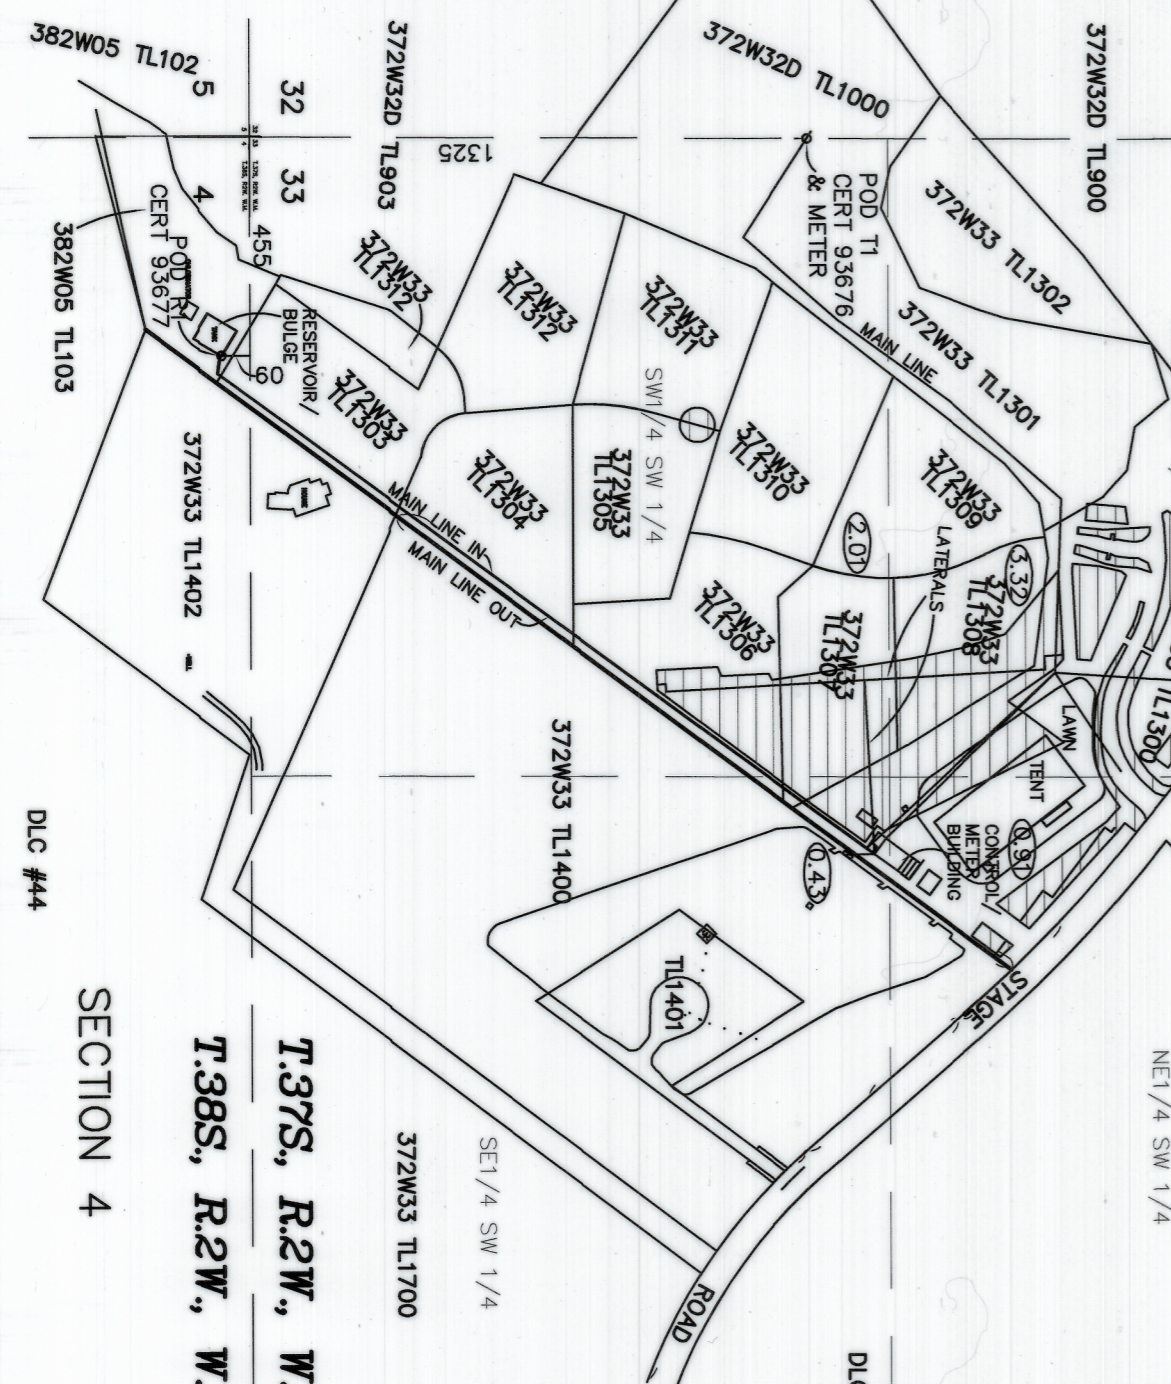 382W05 TL102
5
4
32
33
372W32D TL903
1325
372W32D TL1000
372W32D TL900
POD T1
CERT 93676
& METER
372W33 TL1302
372W33 TL1301
MAIN LINE
CERT 93677
382W05 TL103
455
60
RESERVOIR
BULGE
TANK
372W33
TL1312
372W33
TL1312
372W33
TL1311
372W33
TL1310
372W33
TL1309
372W33
TL1303
372W33
TL1304
372W33
TL1305
SW1/4 SW 1/4
372W33
TL1306
372W33
TL1307
372W33
TL1308
2.01
3.32
LATERALS
MAIN LINE IN
MAIN LINE OUT
HOUSE
372W33 TL1402
372W33 TL1400
LAWN
TENT
TL1300
0.91
0.43
CONTROL
METER
BUILDING
TL1401
STAGE
ROAD
DLC #44
SECTION 4
T.37S., R.2W., W.
T.38S., R.2W., W.
372W33 TL1700
SE1/4 SW 1/4
NE1/4 SW 1/4